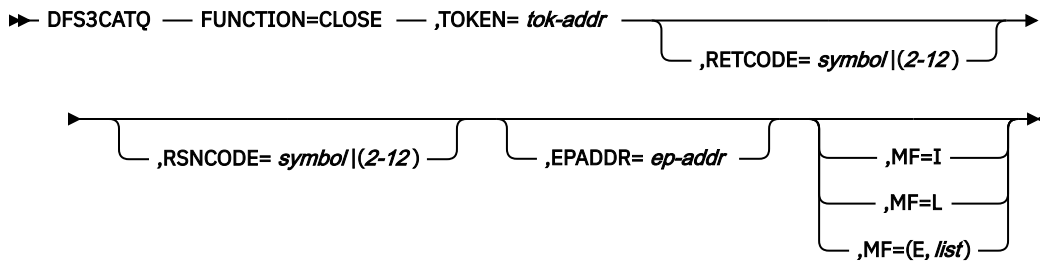 DFS3CATQ FUNCTION=CLOSE ,TOKEN= tok-addr
,RETCODE= symbol|(2-12)
,RSNCODE= symbol|(2-12) ,EPADDR= ep-addr
,MF=I
,MF=L
,MF=(E, list)